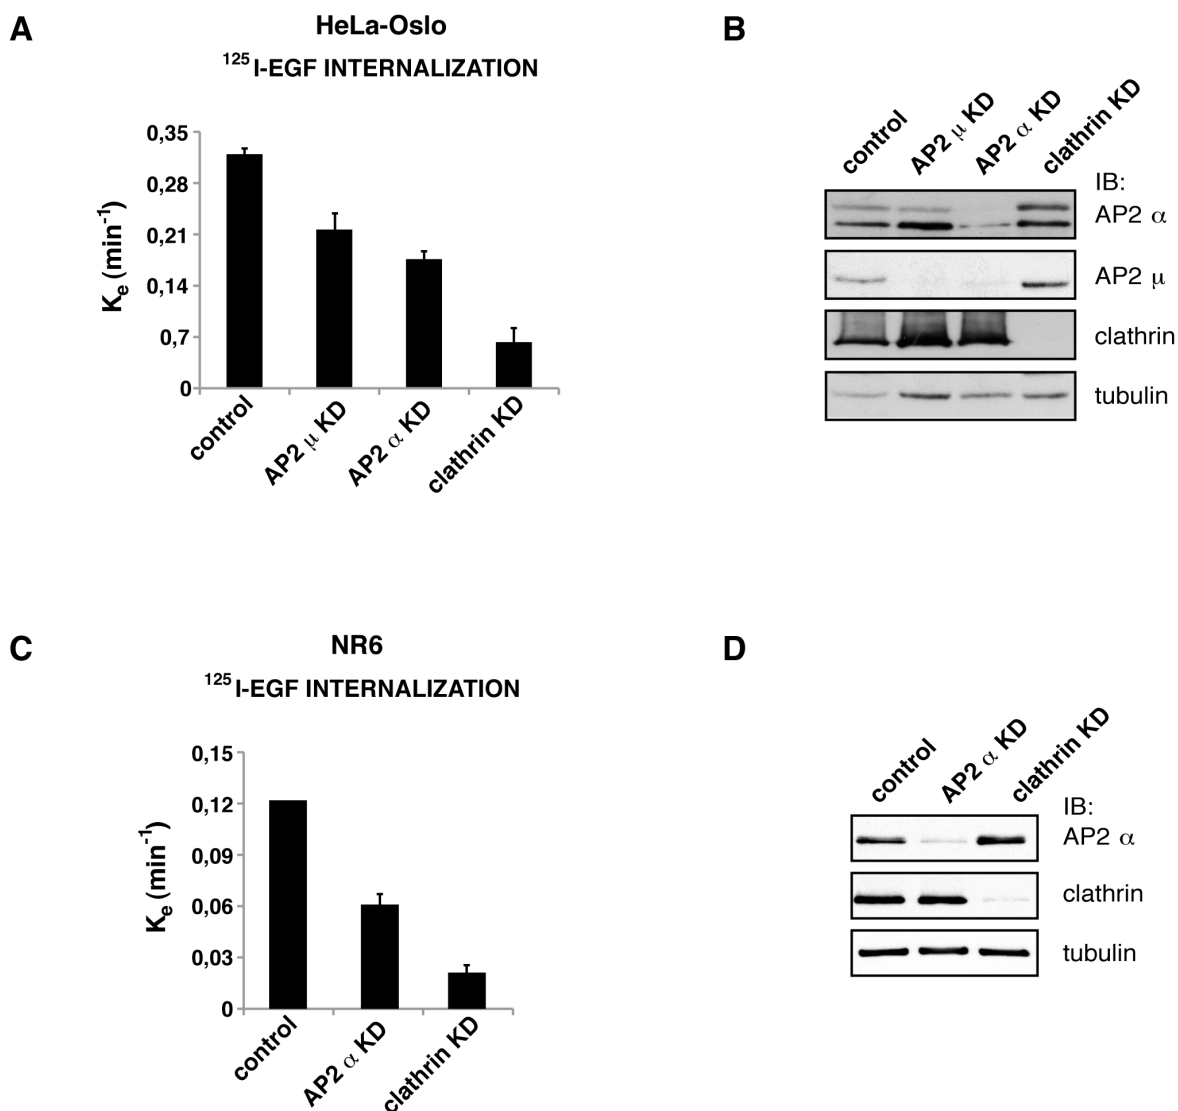 A
HeLa-Oslo
¹²⁵I-EGF INTERNALIZATION
Kₑ (min⁻¹)
0,35
0,28
0,21
0,14
0,7
0
control
AP2 μ KD
AP2 α KD
clathrin KD
B
control
AP2 μ KD
AP2 α KD
clathrin KD
IB:
AP2 α
AP2 μ
clathrin
tubulin
C
NR6
¹²⁵I-EGF INTERNALIZATION
Kₑ (min⁻¹)
0,15
0,12
0,09
0,06
0,03
0
control
AP2 α KD
clathrin KD
D
control
AP2 α KD
clathrin KD
IB:
AP2 α
clathrin
tubulin